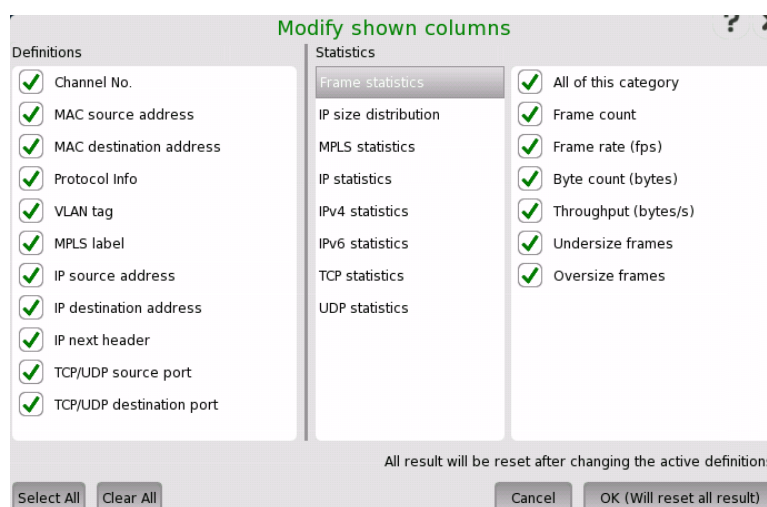 Modify shown columns
?
Definitions
Channel No.
MAC source address
MAC destination address
Protocol Info
VLAN tag
MPLS label
IP source address
IP destination address
IP next header
TCP/UDP source port
TCP/UDP destination port
Statistics
Frame statistics
IP size distribution
MPLS statistics
IP statistics
IPv4 statistics
IPv6 statistics
TCP statistics
UDP statistics
All of this category
Frame count
Frame rate (fps)
Byte count (bytes)
Throughput (bytes/s)
Undersize frames
Oversize frames
All result will be reset after changing the active definition
Select All
Clear All
Cancel
OK (Will reset all result)